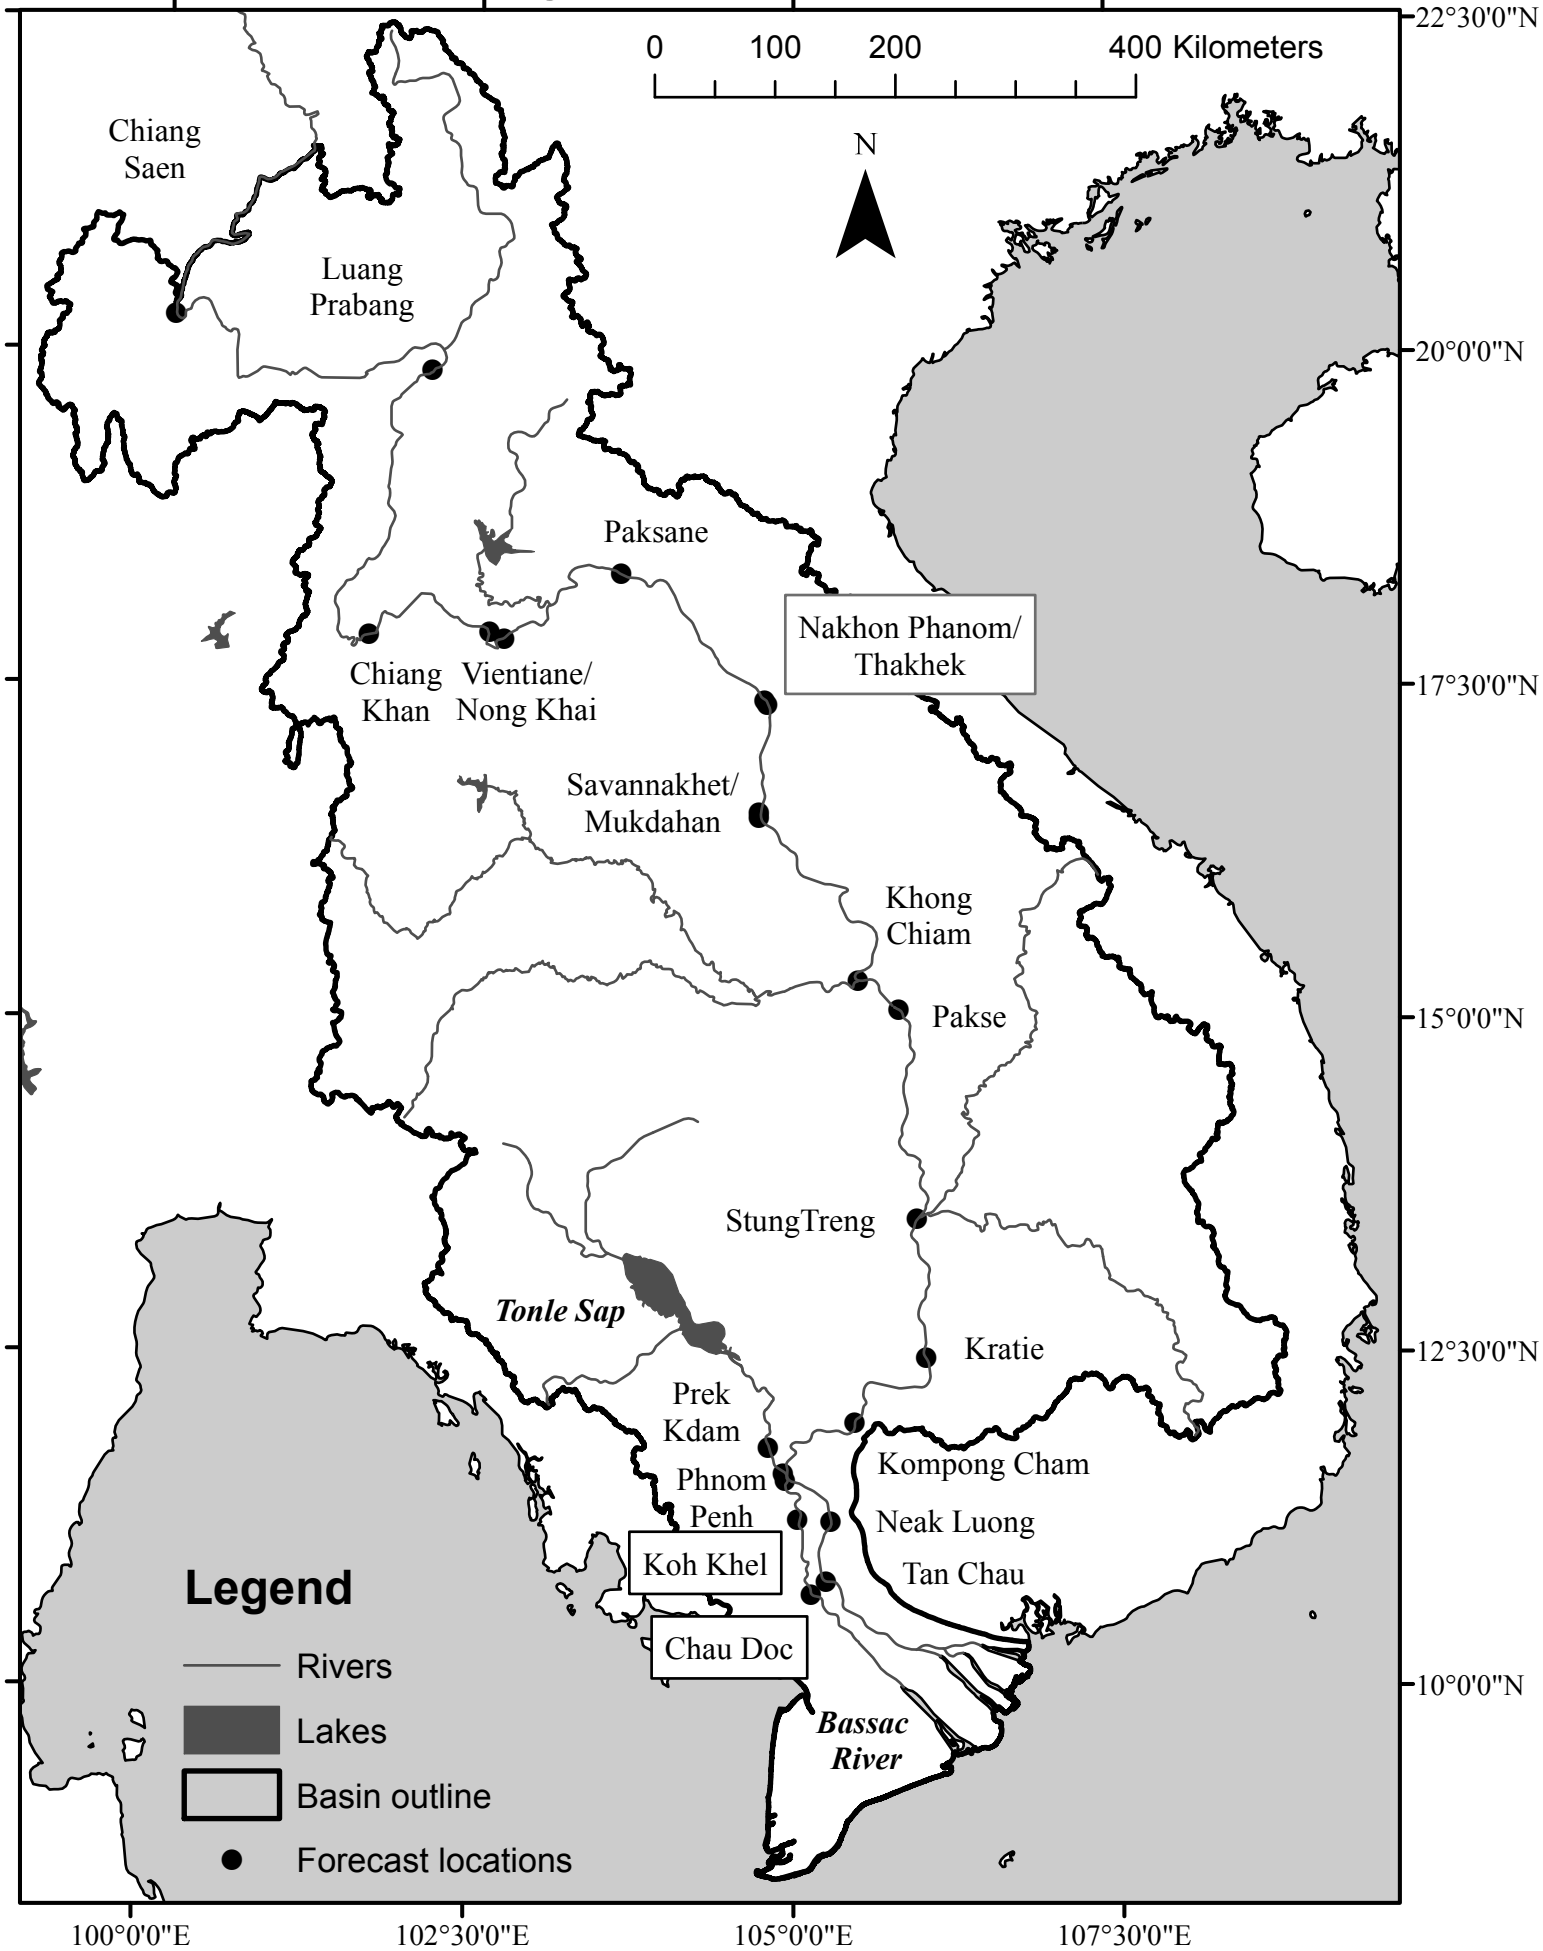 22°30'0"N
0 100 200 400 Kilometers
Chiang
Saen
N
Luang
Prabang
20°0'0"N
Paksane
Nakhon Phanom/
Thakhek
Chiang
Khan
Vientiane/
Nong Khai
17°30'0"N
Savannakhet/
Mukdahan
Khong
Chiam
Pakse
15°0'0"N
StungTreng
Tonle Sap
Kratie
12°30'0"N
Prek
Kdam
Kompong Cham
Phnom
Penh
Neak Luong
Koh Khel
Tan Chau
Chau Doc
10°0'0"N
Bassac
River
Legend
Rivers
Lakes
Basin outline
Forecast locations
100°0'0"E 102°30'0"E 105°0'0"E 107°30'0"E